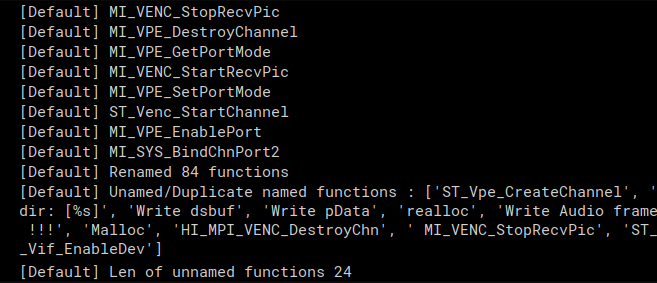 [Default] MI_VENC_StopRecvPic
[Default] MI_VPE_DestroyChannel
[Default] MI_VPE_GetPortMode
[Default] MI_VENC_StartRecvPic
[Default] MI_VPE_SetPortMode
[Default] ST_Venc_StartChannel
[Default] MI_VPE_EnablePort
[Default] MI_SYS_BindChnPort2
[Default] Renamed 84 functions
[Default] Unamed/Duplicate named functions : ['ST_Vpe_CreateChannel', '
dir: [%s]', 'Write dsbuf', 'Write pData', 'realloc', 'Write Audio frame
!!!', 'Malloc', 'HI_MPI_VENC_DestroyChn', ' MI_VENC_StopRecvPic', 'ST_
_Vif_EnableDev']
[Default] Len of unnamed functions 24